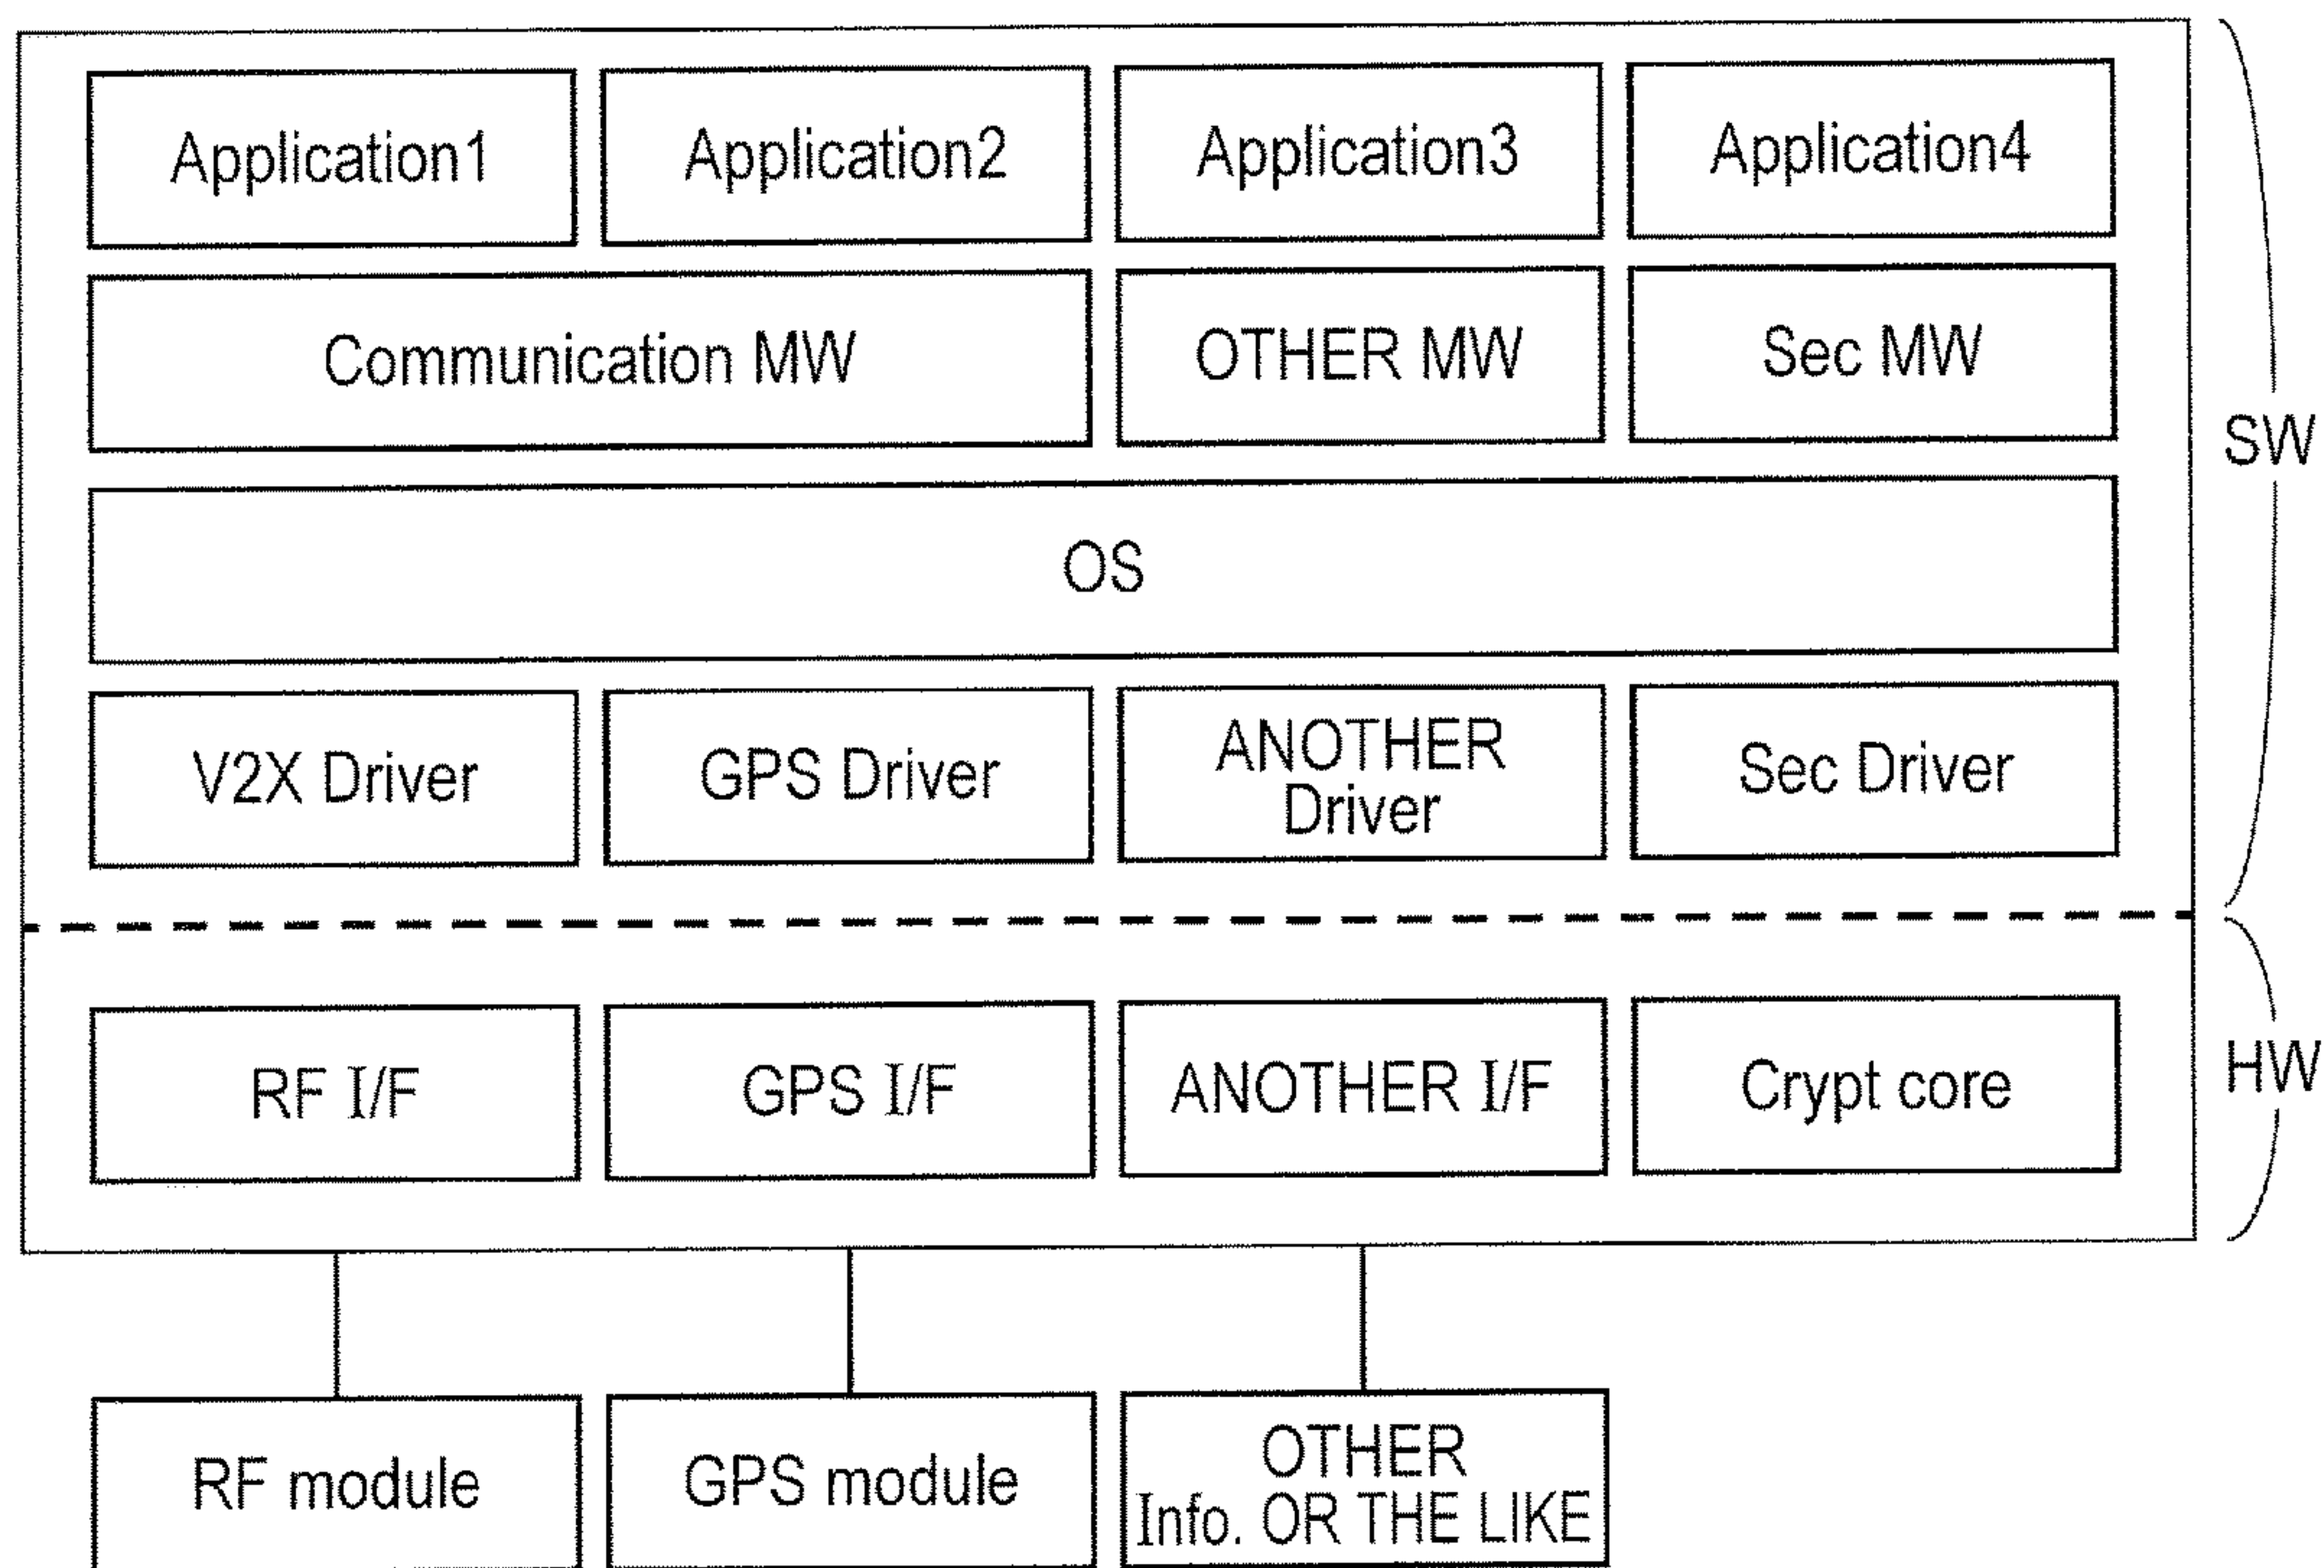 Application1
Application2
Application3
Application4
Communication MW
OTHER MW
Sec MW
SW
OS
V2X Driver
GPS Driver
ANOTHER
Driver
Sec Driver
RF I/F
GPS I/F
ANOTHER I/F
Crypt core
HW
RF module
GPS module
OTHER
Info. OR THE LIKE